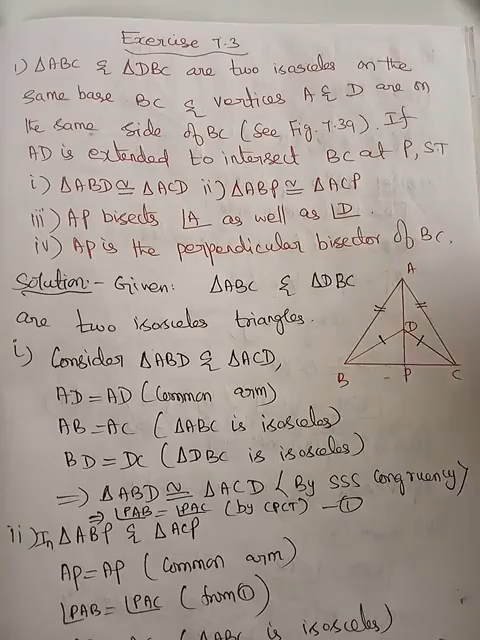 Exercise 7.3
1) ΔABC & ΔDBC are two isosceles on the
same base BC & vertices A & D are on
the same side of BC (See Fig. 7.39). If
AD is extended to intersect BC at P, ST
i) ΔABD ≅ ΔACD ii) ΔABP ≅ ΔACP
iii) AP bisects ∠A as well as ∠D.
iv) AP is the perpendicular bisector of BC.
Solution:- Given: ΔABC & ΔDBC
are two isosceles triangles.
A
D
B
P
C
i) Consider ΔABD & ΔACD,
AD = AD (Common arm)
AB = AC (ΔABC is isosceles)
BD = DC (ΔDBC is isosceles)
=> ΔABD ≅ ΔACD (By SSS Congruency)
=> ∠PAB = ∠PAC (by CPCT) - ①
ii) In ΔABP & ΔACP
AP = AP (Common arm)
∠PAB = ∠PAC (from ①)
(ΔABC is isosceles)